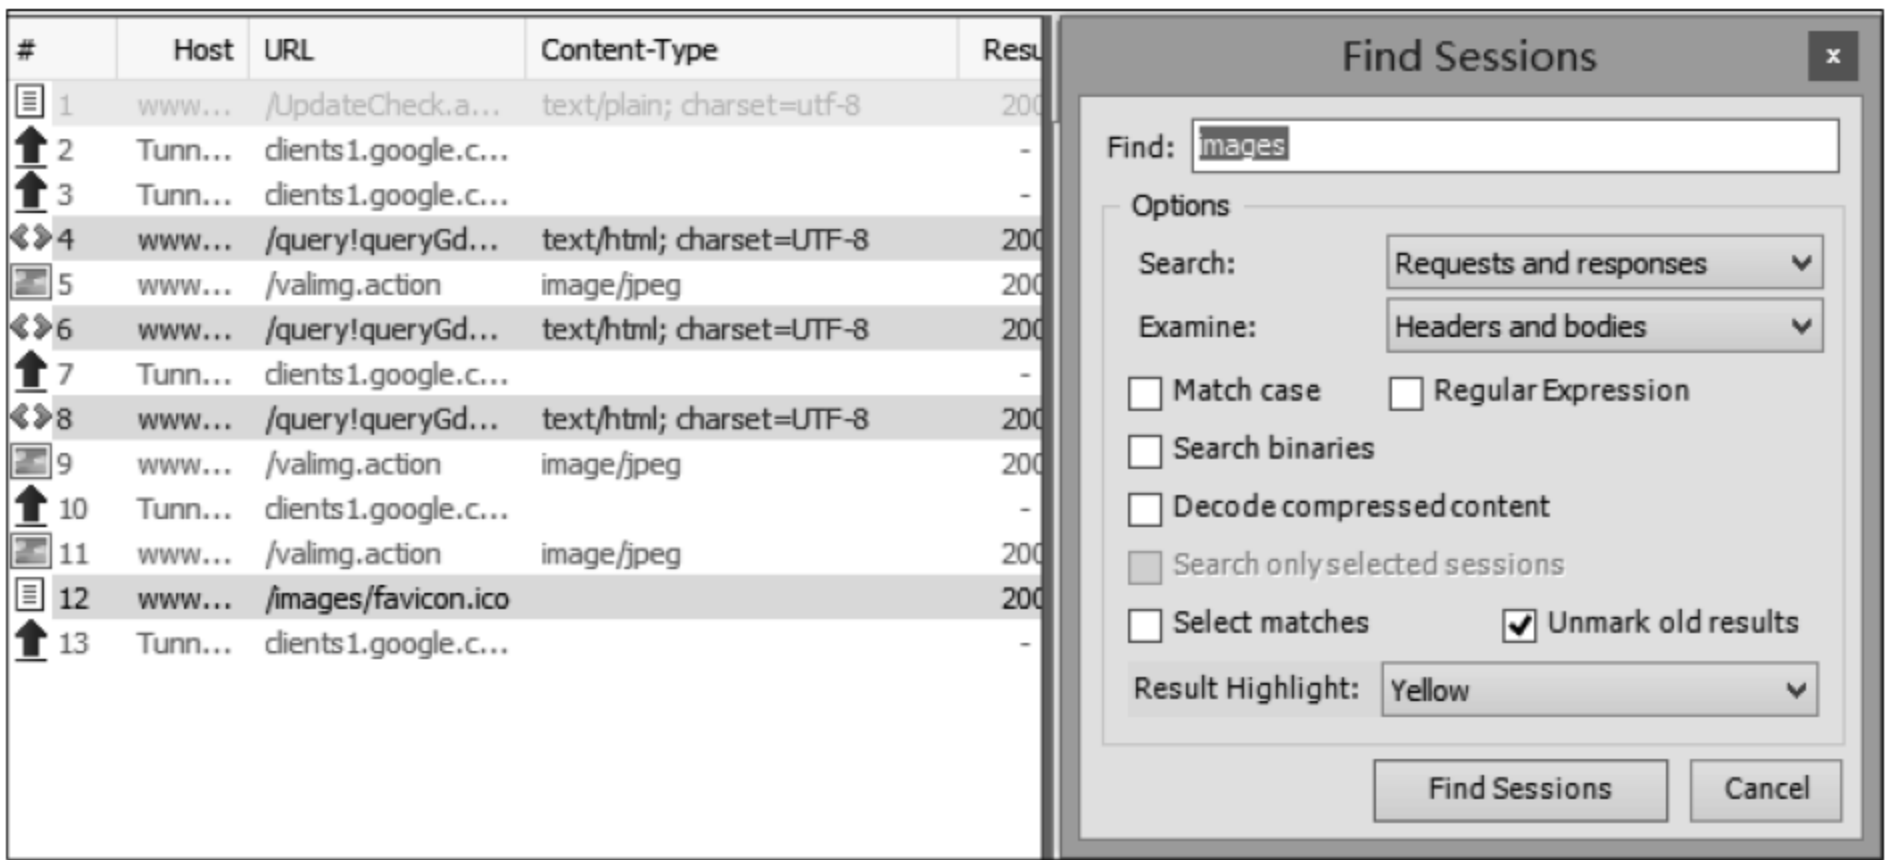 # Host URL Content-Type Resu
1 www... /UpdateCheck.a... text/plain; charset=utf-8 200
2 Tunn... clients1.google.c... -
3 Tunn... clients1.google.c... -
4 www... /query!queryGd... text/html; charset=UTF-8 200
5 www... /valimg.action image/jpeg 200
6 www... /query!queryGd... text/html; charset=UTF-8 200
7 Tunn... clients1.google.c... -
8 www... /query!queryGd... text/html; charset=UTF-8 200
9 www... /valimg.action image/jpeg 200
10 Tunn... clients1.google.c... -
11 www... /valimg.action image/jpeg 200
12 www... /images/favicon.ico 200
13 Tunn... clients1.google.c... -
Find Sessions x
Find: images
Options
Search: Requests and responses
Examine: Headers and bodies
Match case Regular Expression
Search binaries
Decode compressed content
Search only selected sessions
Select matches Unmark old results
Result Highlight: Yellow
Find Sessions Cancel